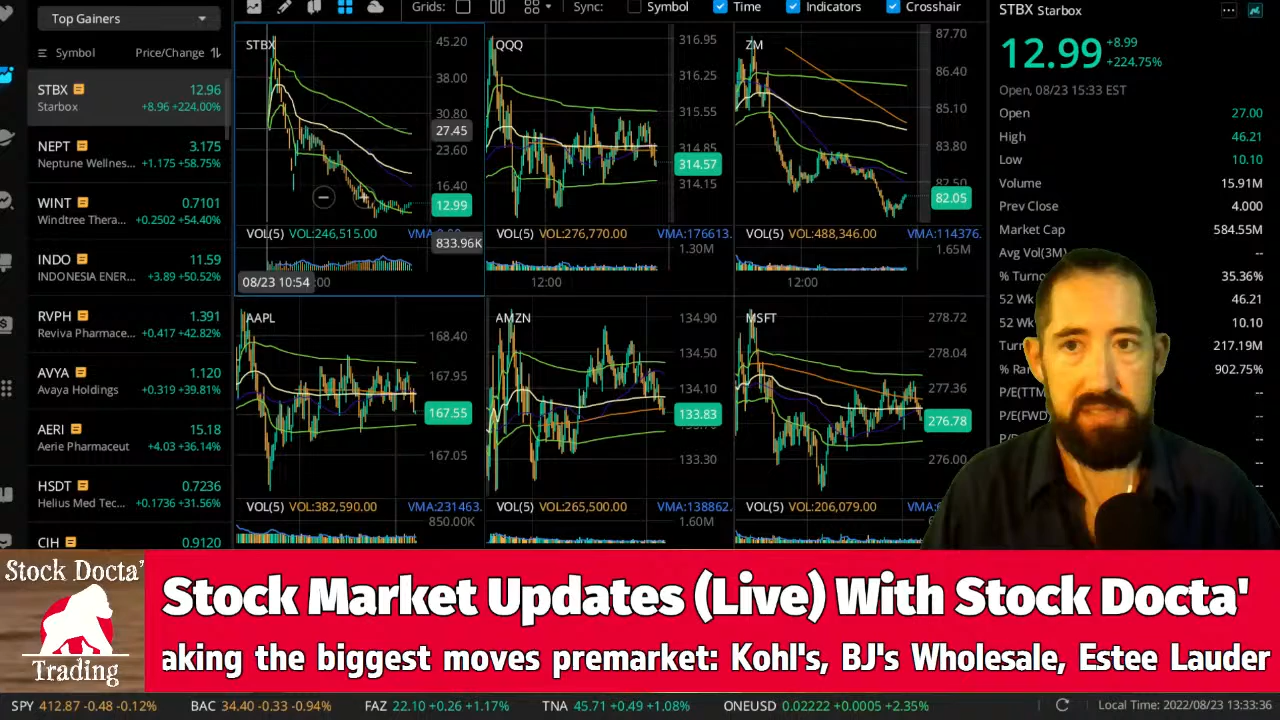 Top Gainers
Symbol Price/Change
STBX 12.96
Starbox +8.96 +224.00%
NEPT 3.175
Neptune Wellnes... +1.175 +58.75%
WINT 0.7101
Windtree Thera... +0.2502 +54.40%
INDO 11.59
INDONESIA ENER... +3.89 +50.52%
RVPH 1.391
Reviva Pharmace... +0.417 +42.82%
AVYA 1.120
Avaya Holdings +0.319 +39.81%
AERI 15.18
Aerie Pharmaceut +4.03 +36.14%
HSDT 0.7236
Helius Med Tec... +0.1736 +31.56%
CIH 0.9120
Grids: Sync: Symbol Time Indicators Crosshair
STBX
45.20
38.00
30.80
27.45
23.60
16.40
12.99
VOL(5) VOL:246,515.00
833.96K
08/23 10:54
QQQ
316.95
316.25
315.55
314.57
314.15
VOL(5) VOL:276,770.00 VMA:176613.
1.30M
12:00
ZM
87.70
86.40
85.10
83.80
82.50
82.05
VOL(5) VOL:488,346.00 VMA:114376.
1.65M
12:00
AAPL
168.40
167.95
167.55
167.05
VOL(5) VOL:382,590.00 VMA:231463.
850.00K
AMZN
134.90
134.50
134.10
133.83
133.30
VOL(5) VOL:265,500.00 VMA:138862.
1.60M
MSFT
278.72
278.04
277.36
276.78
276.00
VOL(5) VOL:206,079.00
STBX Starbox
12.99 +8.99
+224.75%
Open, 08/23 15:33 EST
Open 27.00
High 46.21
Low 10.10
Volume 15.91M
Prev Close 4.000
Market Cap 584.55M
Avg Vol(3M) --
% Turno 35.36%
52 Wk 46.21
52 Wk 10.10
Turn 217.19M
% Ra 902.75%
P/E(TTM --
P/E(FWD --
Stock Docta'
Trading
Stock Market Updates (Live) With Stock Docta'
aking the biggest moves premarket: Kohl's, BJ's Wholesale, Estee Lauder
SPY 412.87 -0.48 -0.12% BAC 34.40 -0.33 -0.94% FAZ 22.10 +0.26 +1.17% TNA 45.71 +0.49 +1.08% ONEUSD 0.02222 +0.0005 +2.35% Local Time: 2022/08/23 13:33:36